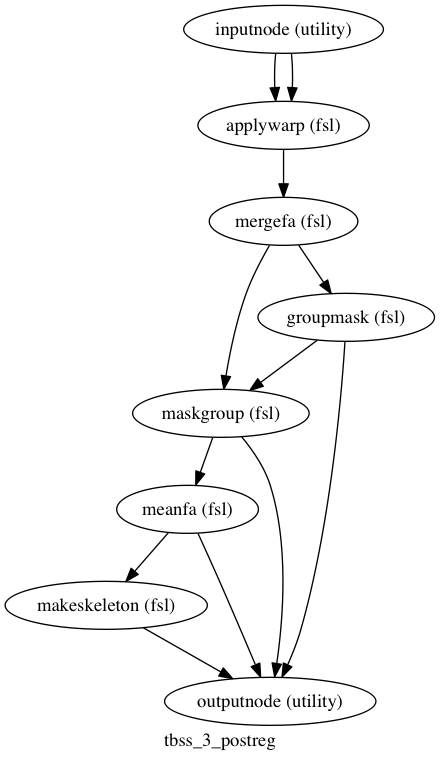 inputnode (utility)
applywarp (fsl)
mergefa (fsl)
groupmask (fsl)
maskgroup (fsl)
meanfa (fsl)
makeskeleton (fsl)
outputnode (utility)
tbss_3_postreg